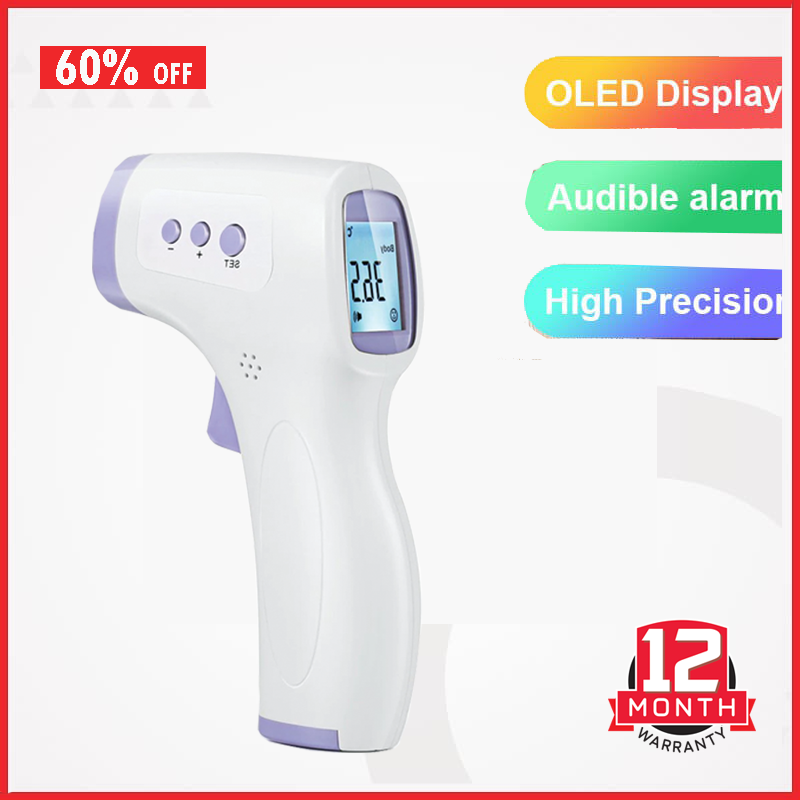 60% OFF
OLED Display
Audible alarm
High Precision
℃ Body
36.5
- + SET
12
MONTH
WARRANTY